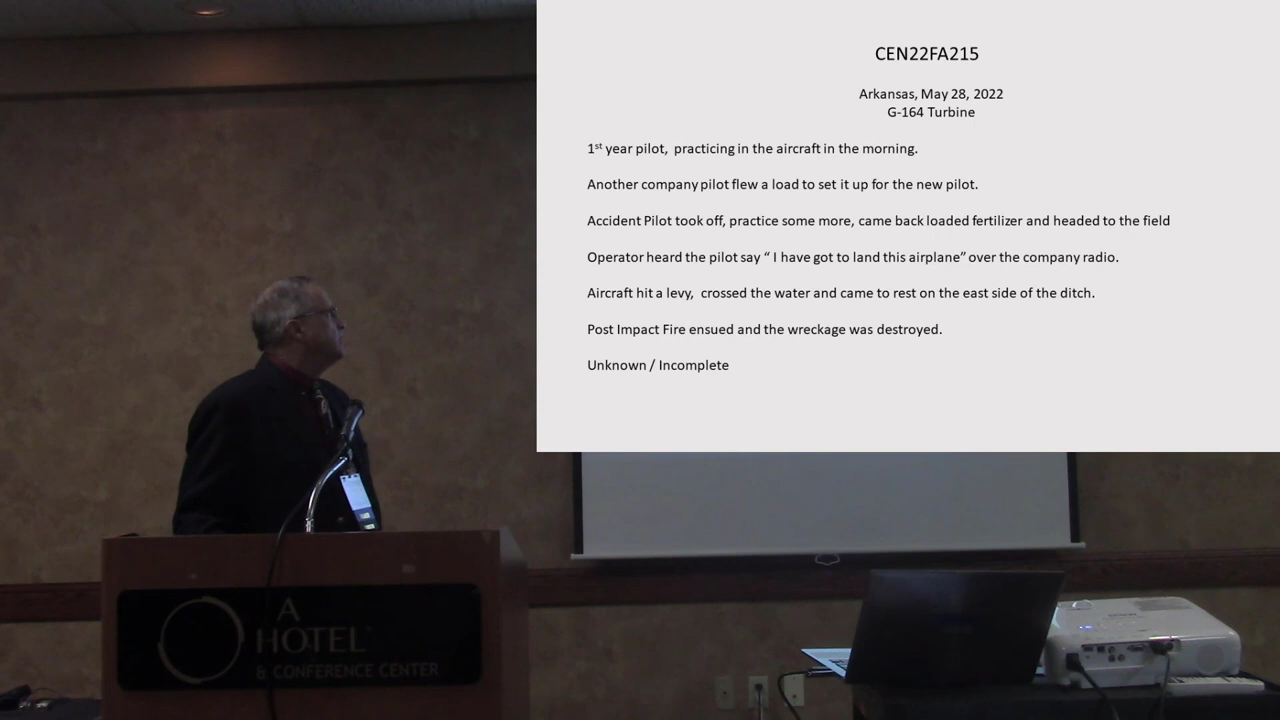 CEN22FA215
Arkansas, May 28, 2022
G-164 Turbine
1st year pilot, practicing in the aircraft in the morning.
Another company pilot flew a load to set it up for the new pilot.
Accident Pilot took off, practice some more, came back loaded fertilizer and headed to the field
Operator heard the pilot say “ I have got to land this airplane” over the company radio.
Aircraft hit a levy, crossed the water and came to rest on the east side of the ditch.
Post Impact Fire ensued and the wreckage was destroyed.
Unknown / Incomplete
A
HOTEL
& CONFERENCE CENTER